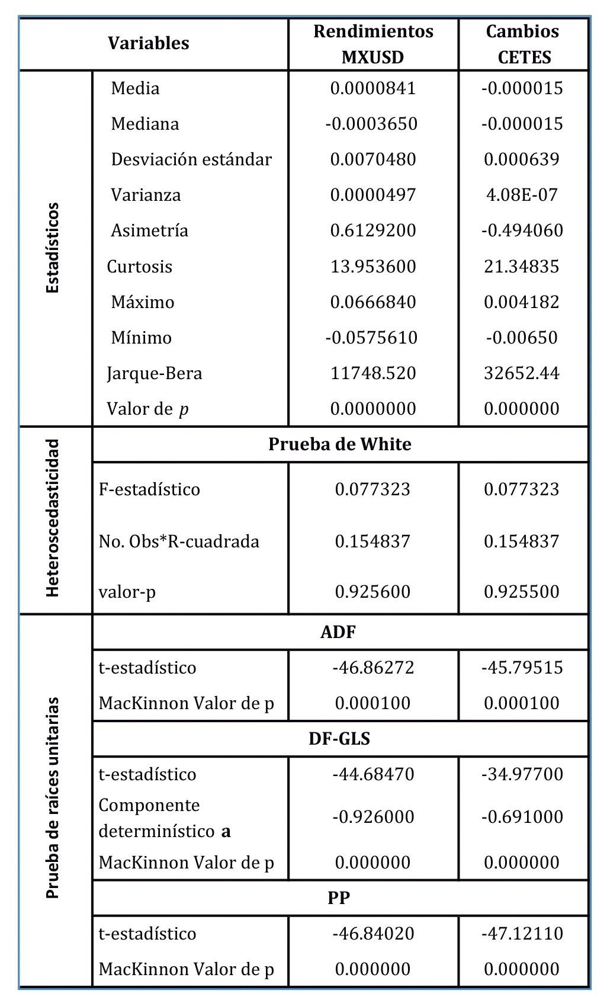 Variables Rendimientos MXUSD Cambios CETES
Estadísticos
Media 0.0000841 -0.000015
Mediana -0.0003650 -0.000015
Desviación estándar 0.0070480 0.000639
Varianza 0.0000497 4.08E-07
Asimetría 0.6129200 -0.494060
Curtosis 13.953600 21.34835
Máximo 0.0666840 0.004182
Mínimo -0.0575610 -0.00650
Jarque-Bera 11748.520 32652.44
Valor de p 0.0000000 0.000000
Heteroscedasticidad
Prueba de White
F-estadístico 0.077323 0.077323
No. Obs*R-cuadrada 0.154837 0.154837
valor-p 0.925600 0.925500
Prueba de raíces unitarias
ADF
t-estadístico -46.86272 -45.79515
MacKinnon Valor de p 0.000100 0.000100
DF-GLS
t-estadístico -44.68470 -34.97700
Componente
determinístico a -0.926000 -0.691000
MacKinnon Valor de p 0.000000 0.000000
PP
t-estadístico -46.84020 -47.12110
MacKinnon Valor de p 0.000000 0.000000